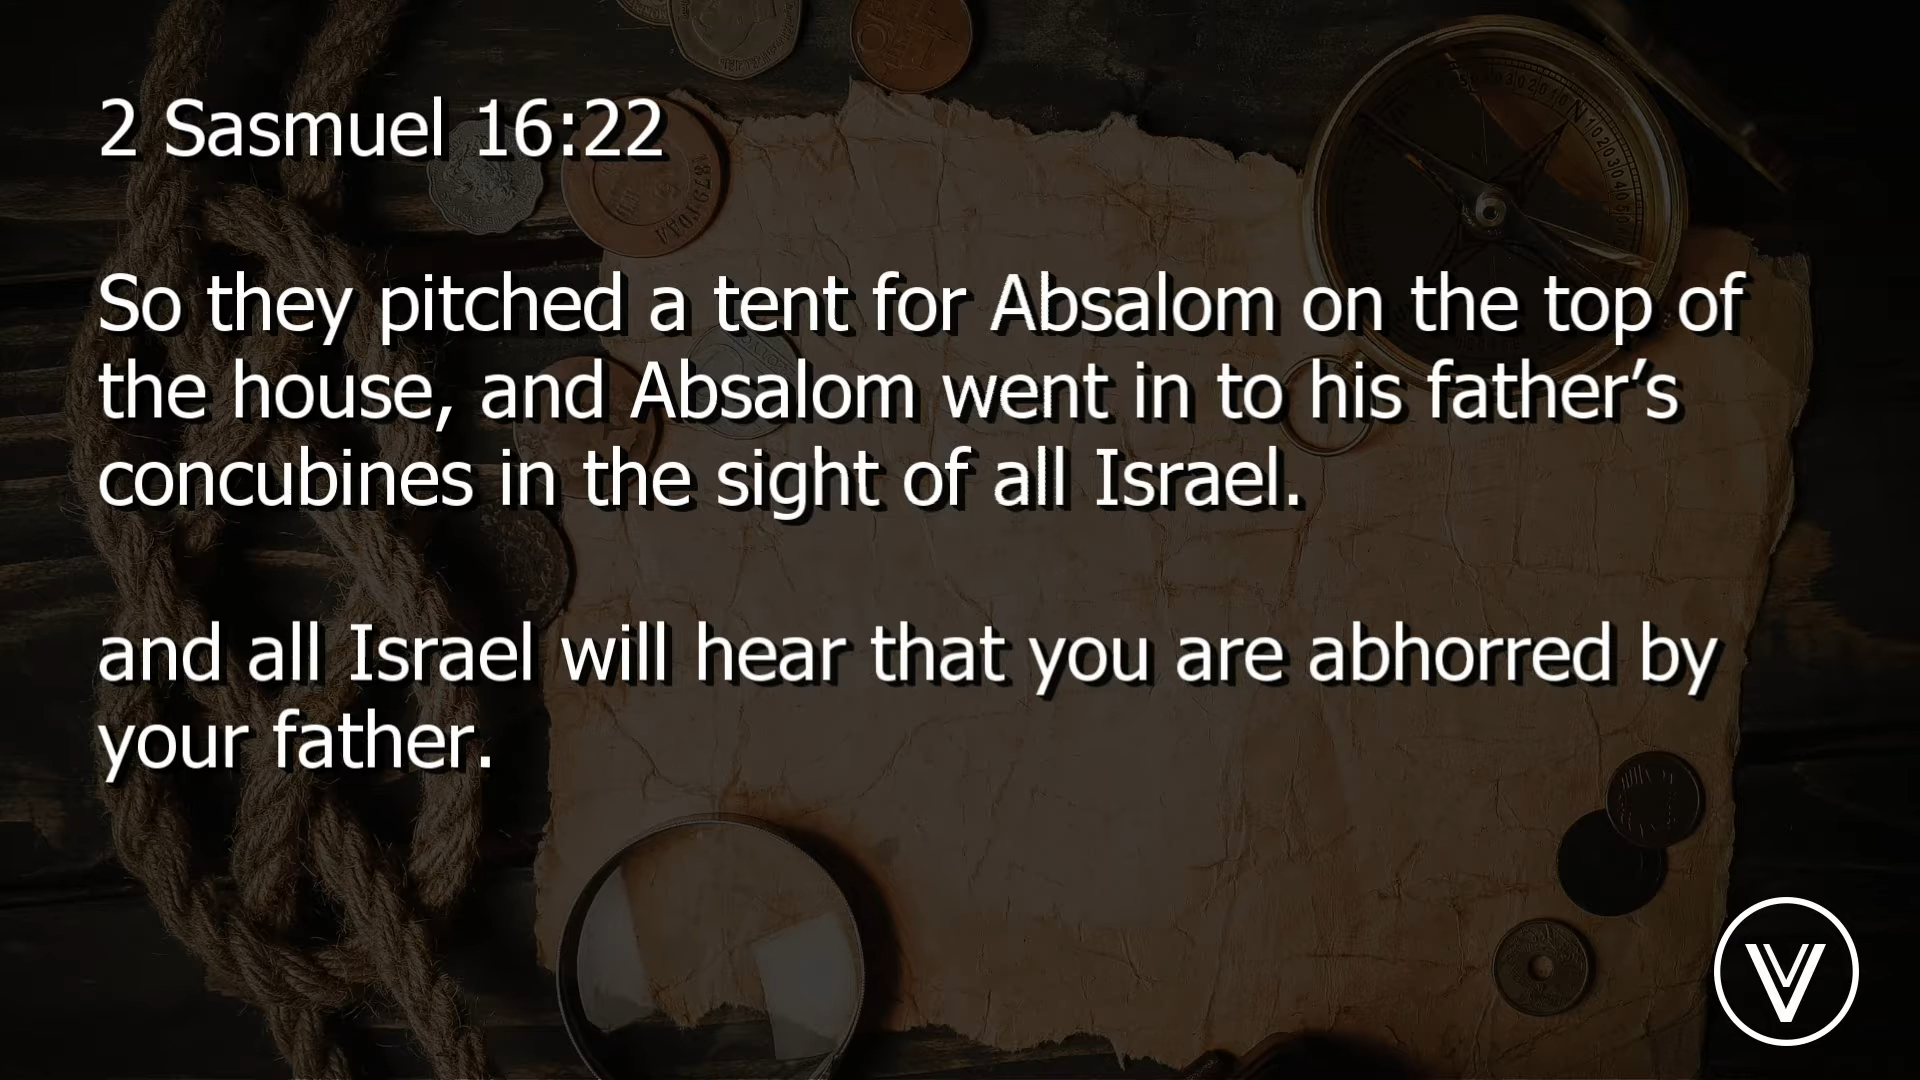 2 Sasmuel 16:22
So they pitched a tent for Absalom on the top of
the house, and Absalom went in to his father’s
concubines in the sight of all Israel.
and all Israel will hear that you are abhorred by
your father.